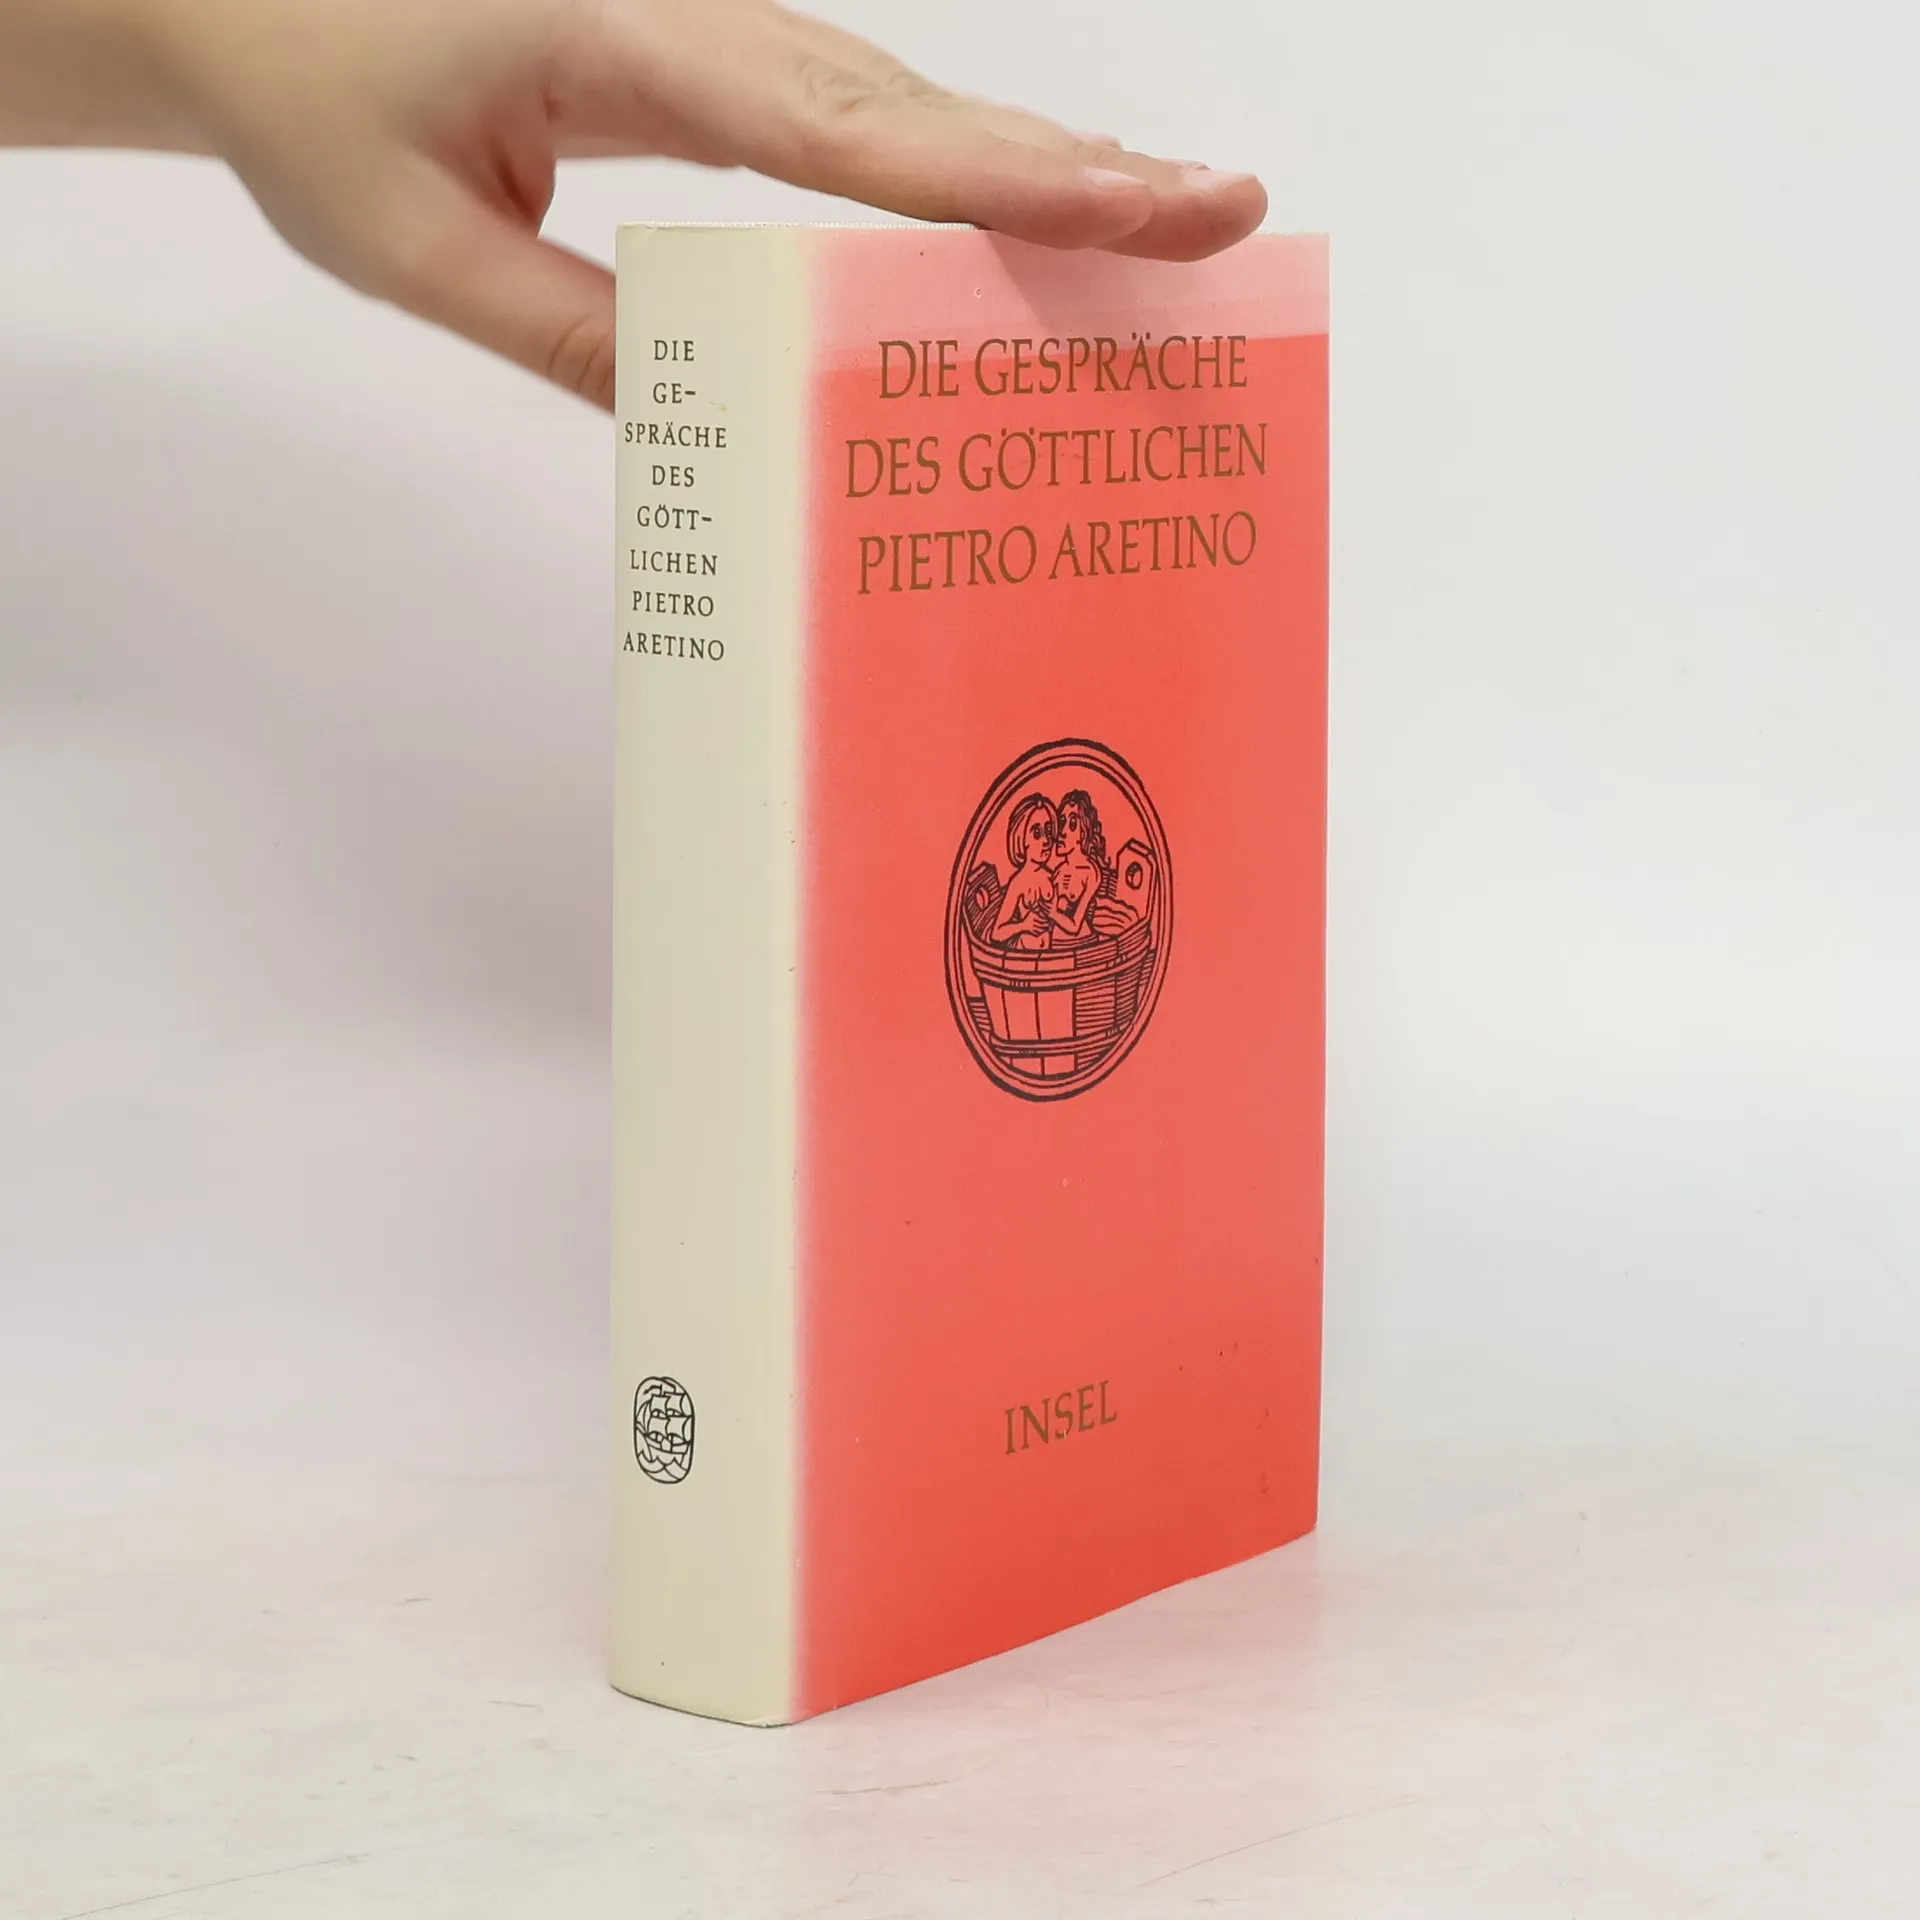 DIE
GE-
SPRÄCHE
DES
GÖTT-
LICHEN
PIETRO
ARETINO
DIE GESPRÄCHE
DES GÖTTLICHEN
PIETRO ARETINO
INSEL